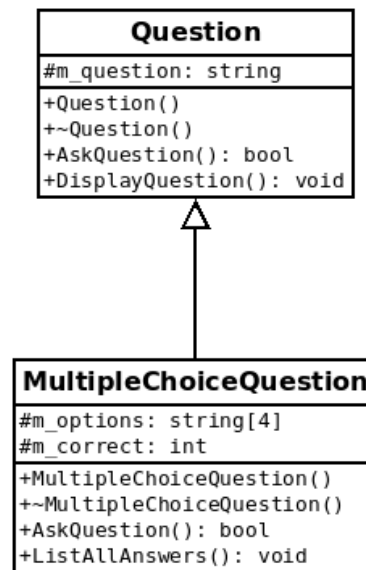 Question
#m_question: string
+Question()
+~Question()
+AskQuestion(): bool
+DisplayQuestion(): void
MultipleChoiceQuestion
#m_options: string[4]
#m_correct: int
+MultipleChoiceQuestion()
+~MultipleChoiceQuestion()
+AskQuestion(): bool
+ListAllAnswers(): void